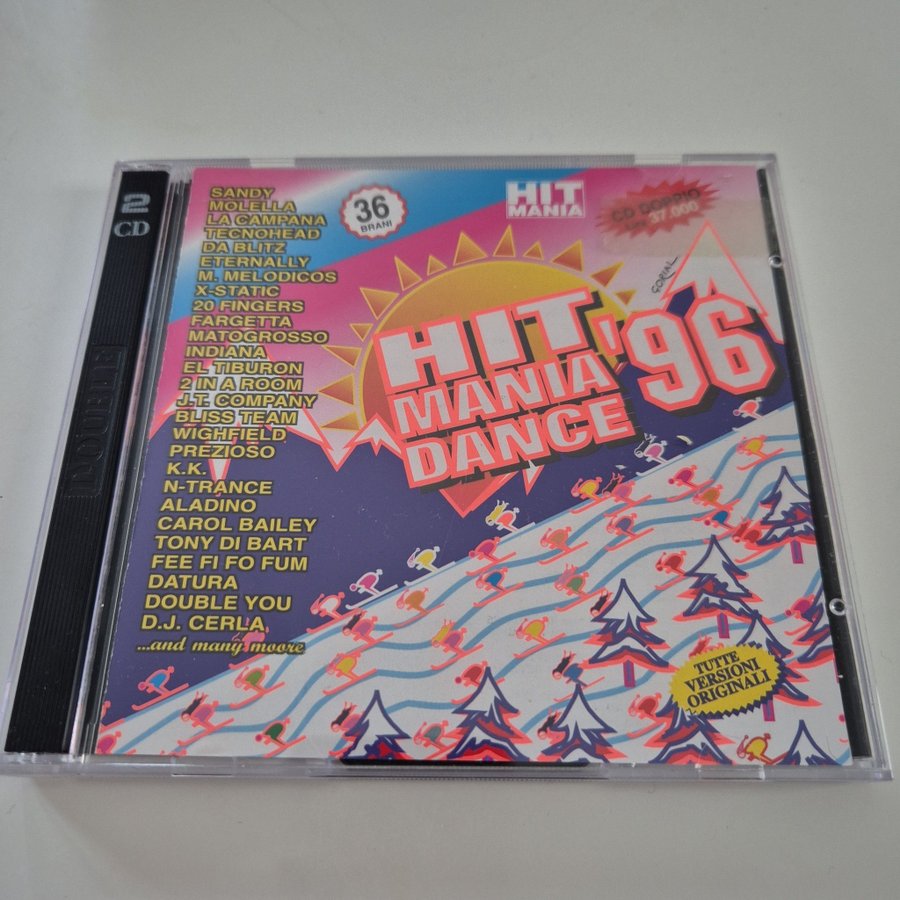 2
CD
DOUBLE
SANDY
MOLELLA
LA CAMPANA
TECNOHEAD
DA BLITZ
ETERNALLY
M. MELODICOS
X-STATIC
20 FINGERS
FARGETTA
MATOGROSSO
INDIANA
EL TIBURON
2 IN A ROOM
J.T. COMPANY
BLISS TEAM
WIGHFIELD
PREZIOSO
K.K.
N-TRANCE
ALADINO
CAROL BAILEY
TONY DI BART
FEE FI FO FUM
DATURA
DOUBLE YOU
D.J. CERLA
...and many moore
36
BRANI
HIT
MANIA
CD DOPPIO
37.000
HIT
MANIA '96
DANCE
TUTTE
VERSIONI
ORIGINALI